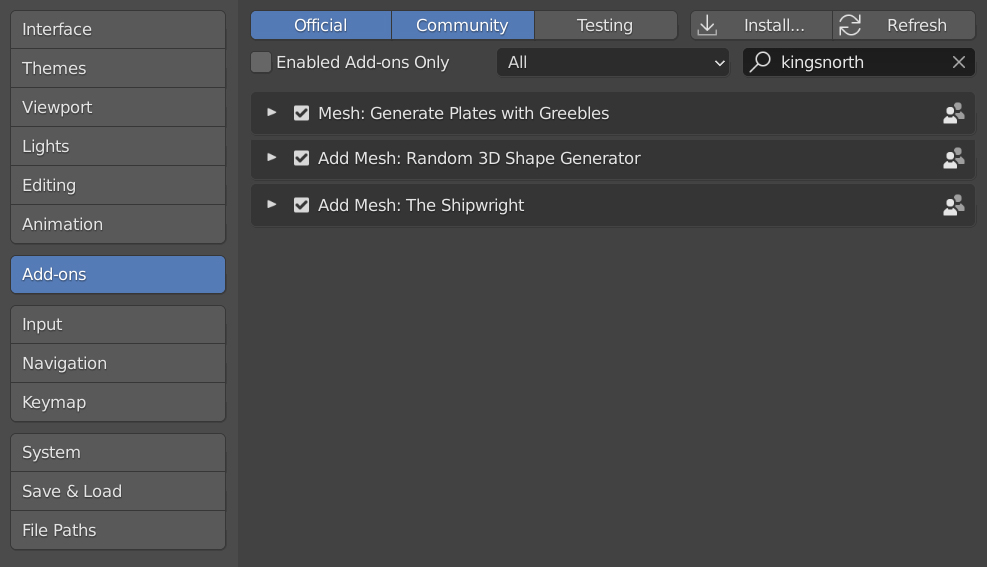 Interface
Themes
Viewport
Lights
Editing
Animation
Add-ons
Input
Navigation
Keymap
System
Save & Load
File Paths
Official Community Testing Install... Refresh
Enabled Add-ons Only All kingsnorth
Mesh: Generate Plates with Greebles
Add Mesh: Random 3D Shape Generator
Add Mesh: The Shipwright